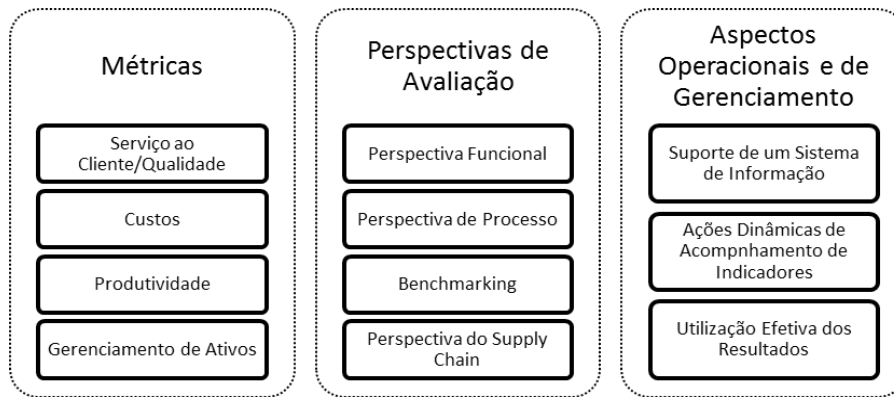 Métricas
Serviço ao
Cliente/Qualidade
Custos
Produtividade
Gerenciamento de Ativos
Perspectivas de
Avaliação
Perspectiva Funcional
Perspectiva de Processo
Benchmarking
Perspectiva do Supply
Chain
Aspectos
Operacionais e de
Gerenciamento
Suporte de um Sistema
de Informação
Ações Dinâmicas de
Acompnhamento de
Indicadores
Utilização Efetiva dos
Resultados